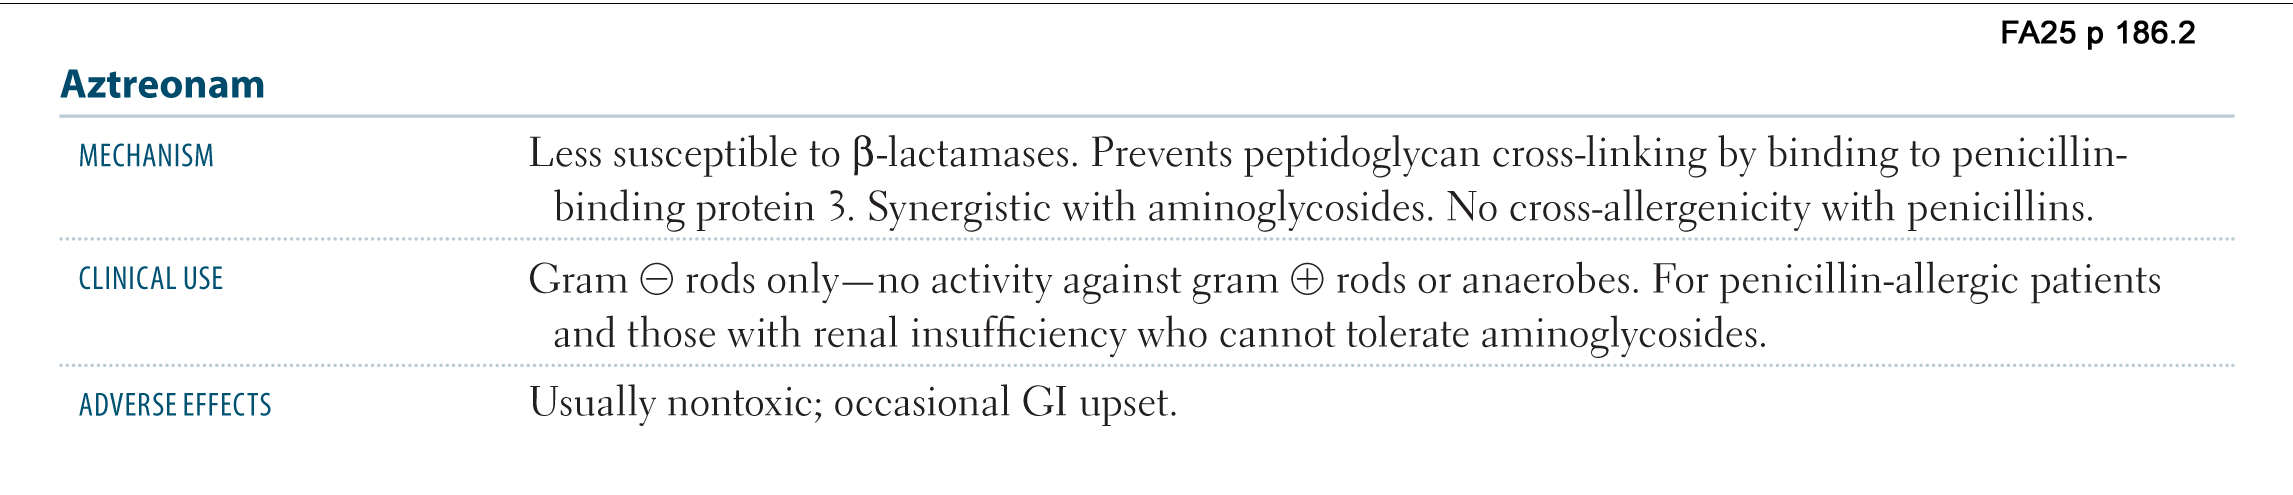 FA25 p 186.2
Aztreonam
MECHANISM
Less susceptible to β-lactamases. Prevents peptidoglycan cross-linking by binding to penicillin-
binding protein 3. Synergistic with aminoglycosides. No cross-allergenicity with penicillins.
CLINICAL USE
Gram ⊖ rods only—no activity against gram ⊕ rods or anaerobes. For penicillin-allergic patients
and those with renal insufficiency who cannot tolerate aminoglycosides.
ADVERSE EFFECTS
Usually nontoxic; occasional GI upset.